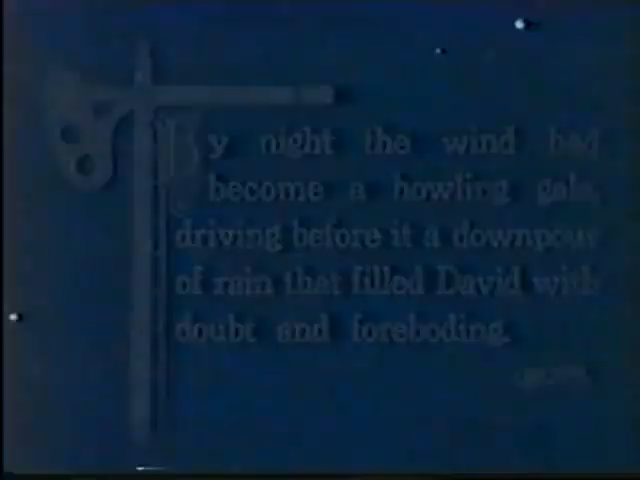 By night the wind had
become a howling gale,
driving before it a downpour
of rain that filled David with
doubt and foreboding.